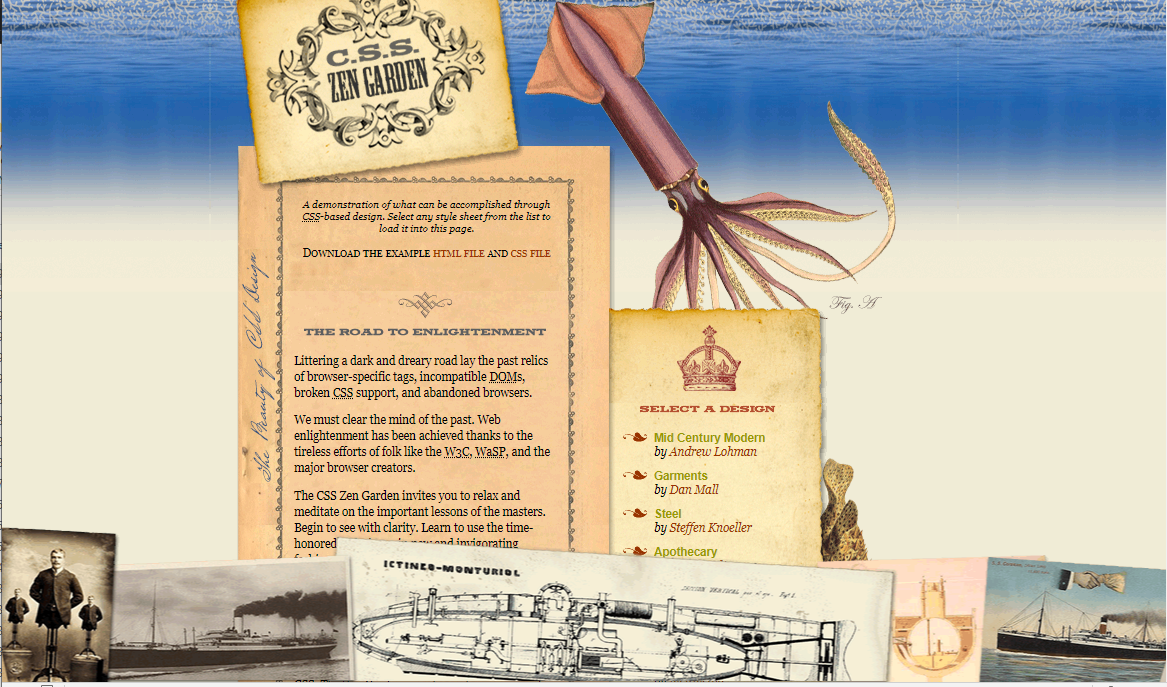 C.S.S.
ZEN GARDEN
A demonstration of what can be accomplished through
CSS-based design. Select any style sheet from the list to
load it into this page.
DOWNLOAD THE EXAMPLE HTML FILE AND CSS FILE
The Beauty of CSS Design
THE ROAD TO ENLIGHTENMENT
Littering a dark and dreary road lay the past relics
of browser-specific tags, incompatible DOMs,
broken CSS support, and abandoned browsers.
We must clear the mind of the past. Web
enlightenment has been achieved thanks to the
tireless efforts of folk like the W3C, WaSP, and the
major browser creators.
The CSS Zen Garden invites you to relax and
meditate on the important lessons of the masters.
Begin to see with clarity. Learn to use the time-
honored
and invigorating
Fig. A
SELECT A DESIGN
Mid Century Modern
by Andrew Lohman
Garments
by Dan Mall
Steel
by Steffen Knoeller
Apothecary
ICTINEO-MONTURIOL